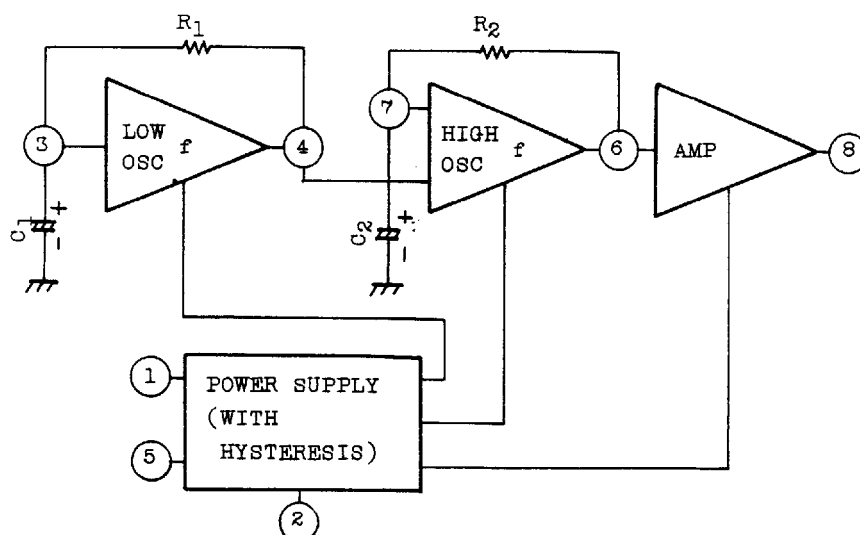 R1
R2
3
LOW f
OSC
4
7
HIGH f
OSC
6
AMP
8
C1
+
-
C2
+
-
1
POWER SUPPLY
(WITH
HYSTERESIS)
5
2